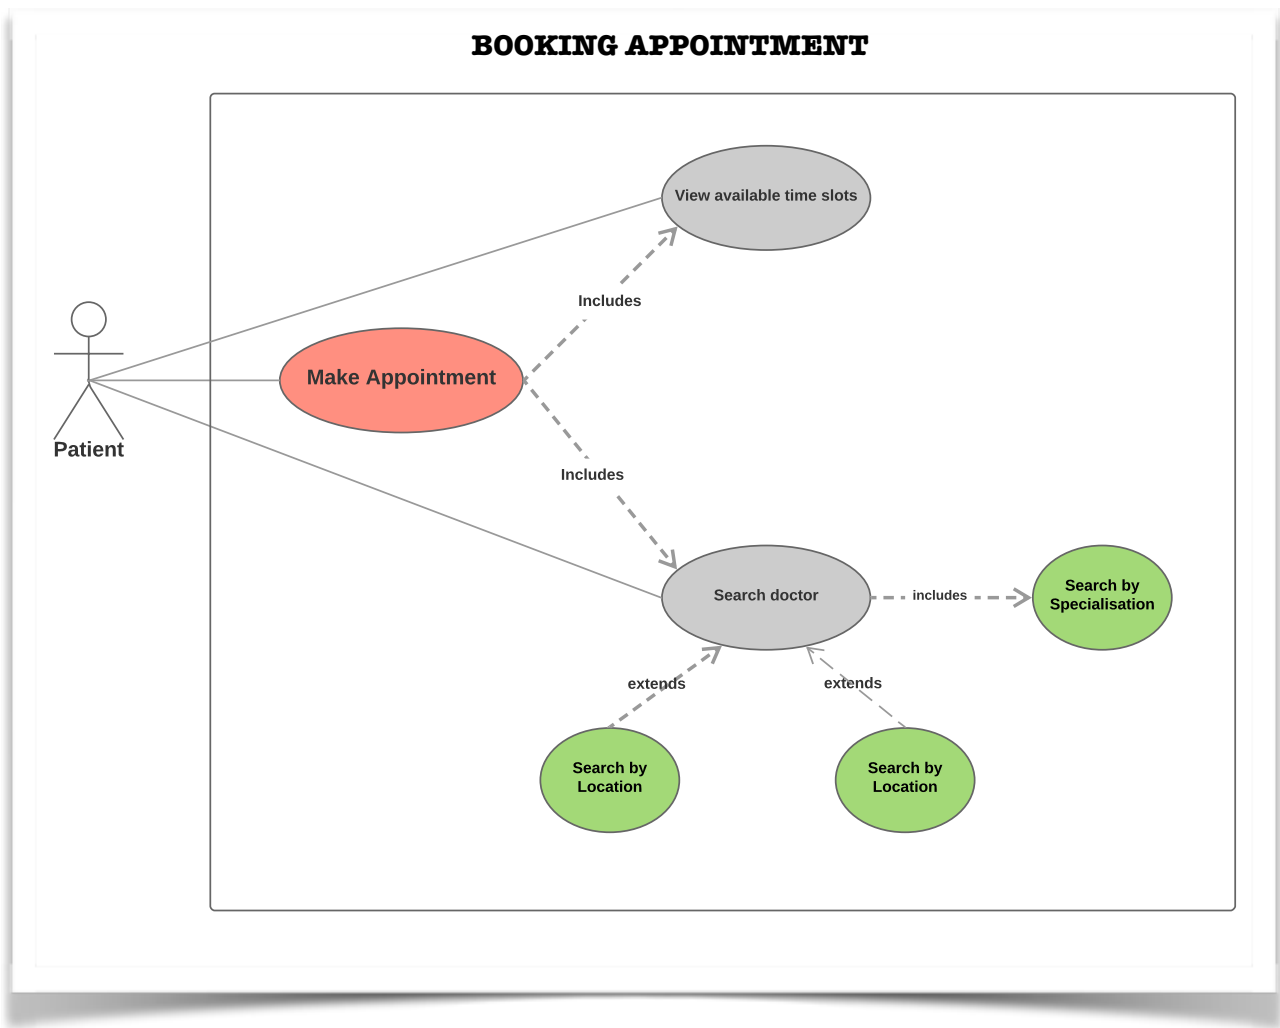 BOOKING APPOINTMENT
View available time slots
Includes
Make Appointment
Patient
Includes
Search doctor
includes
Search by
Specialisation
extends
extends
Search by
Location
Search by
Location